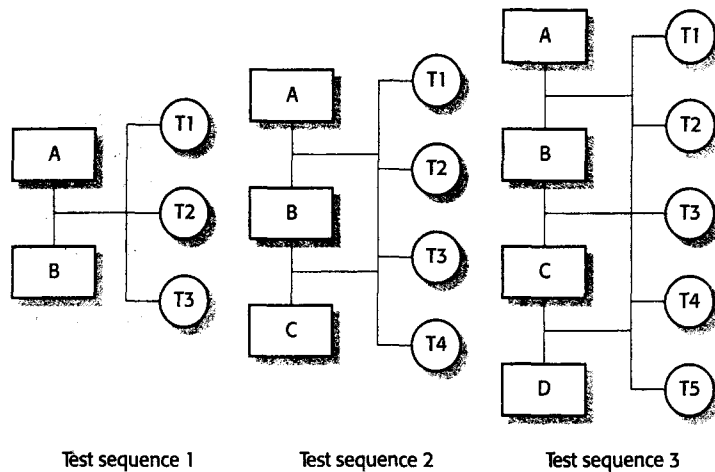 A
B
T1
T2
T3
Test sequence 1
A
B
C
T1
T2
T3
T4
Test sequence 2
A
B
C
D
T1
T2
T3
T4
T5
Test sequence 3